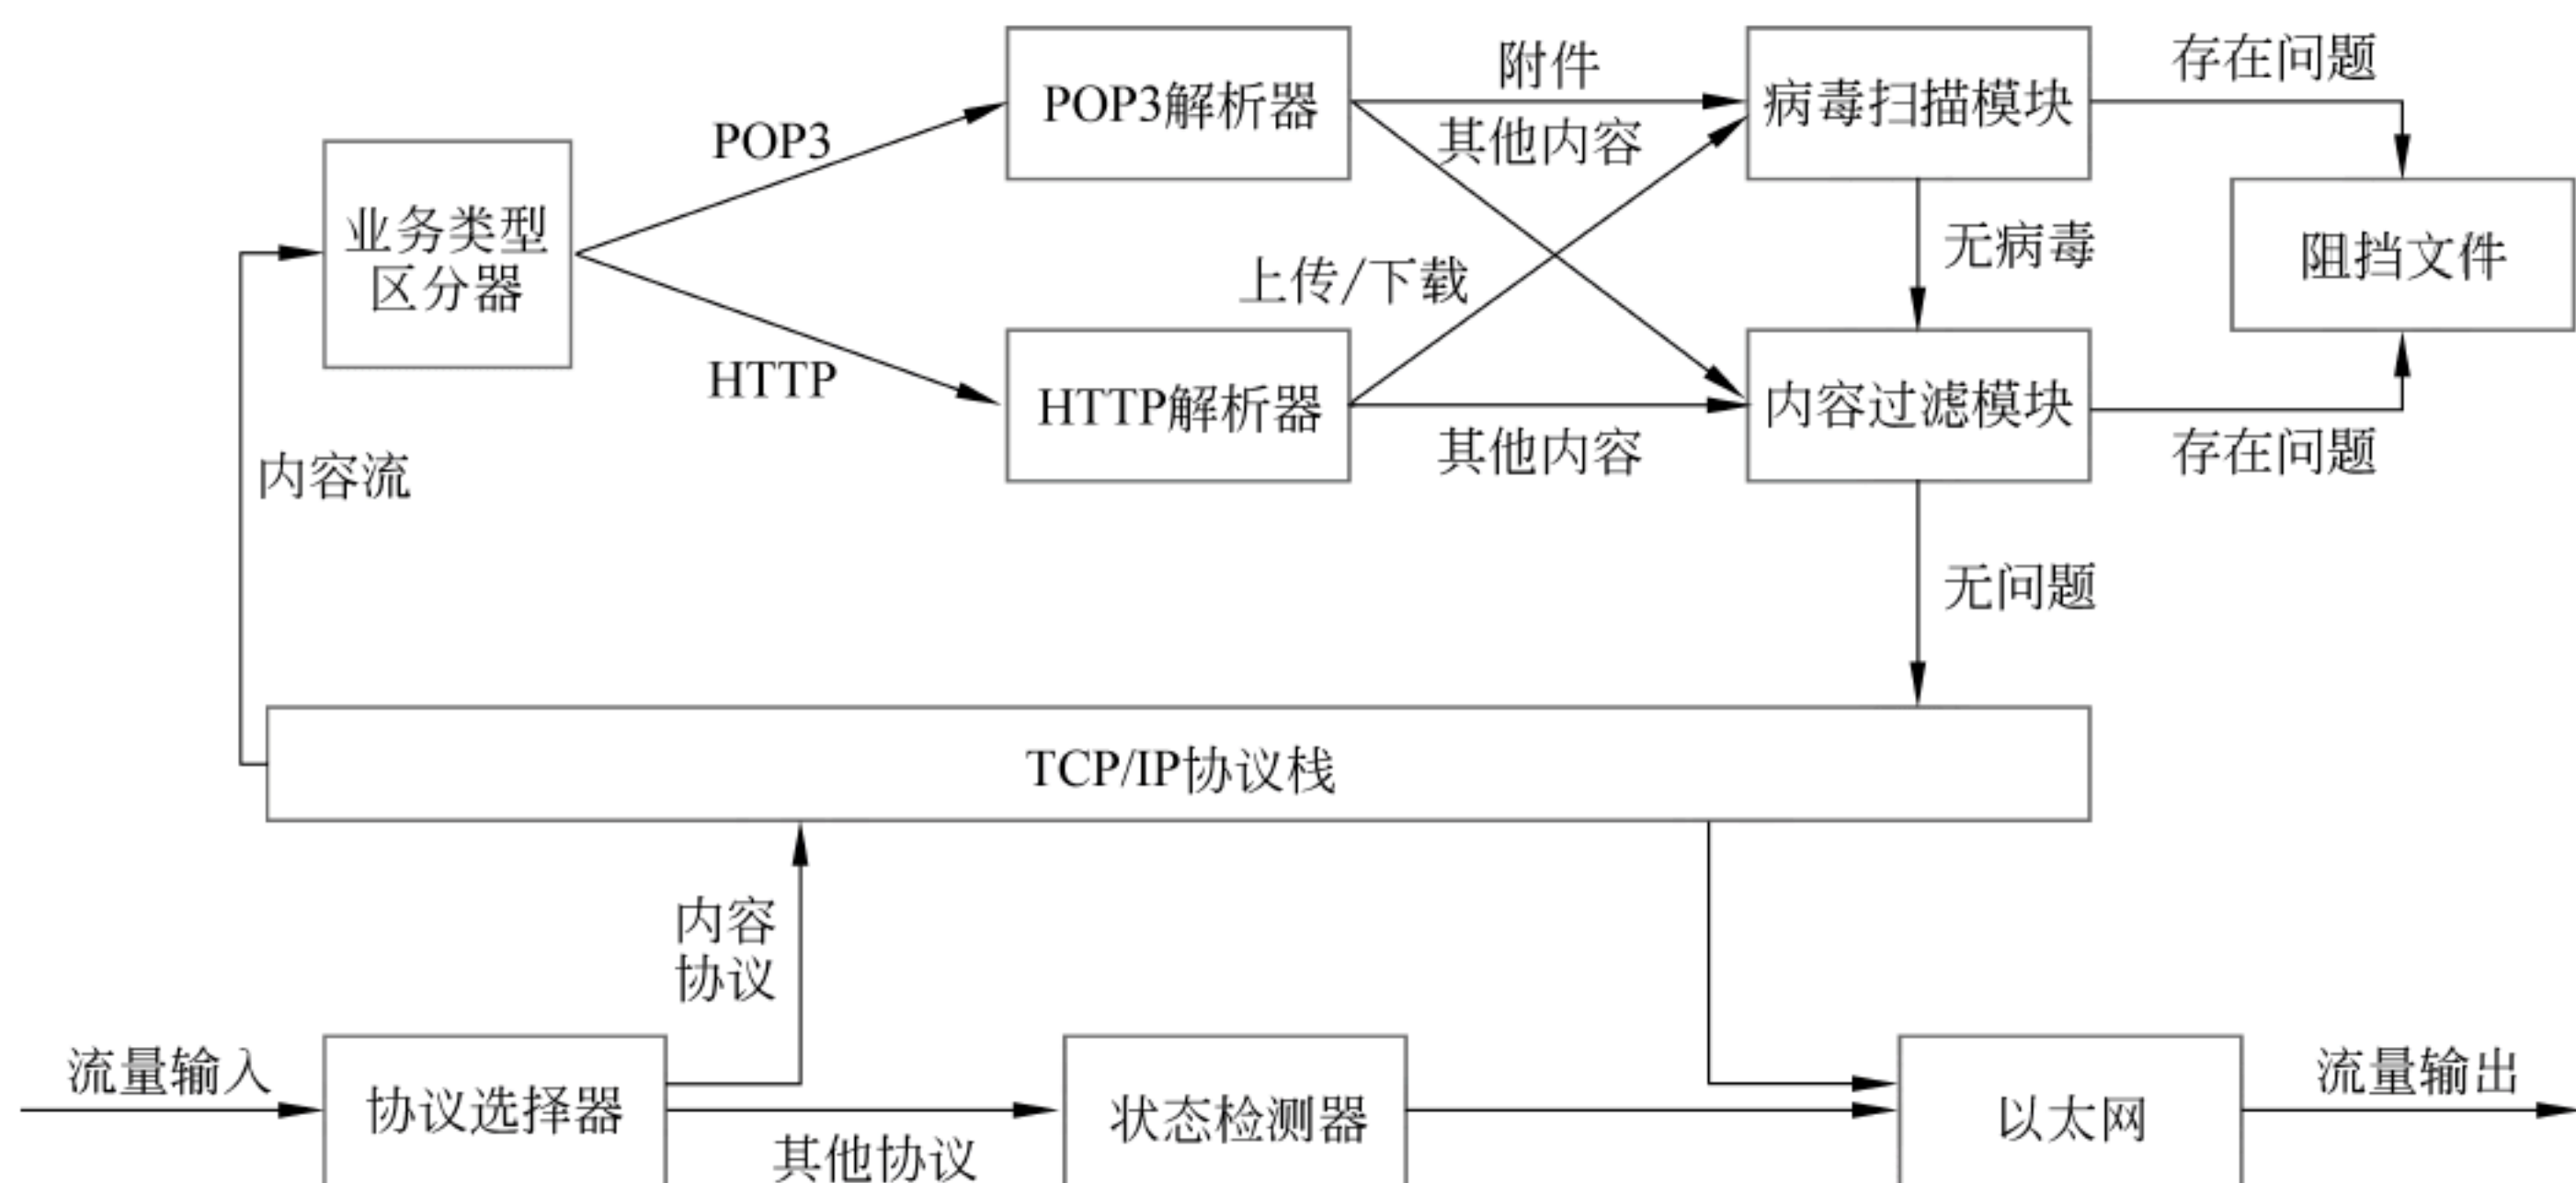 附件
存在问题
POP3解析器
病毒扫描模块
POP3
其他内容
业务类型
区分器
无病毒
阻挡文件
上传/下载
HTTP
HTTP解析器
内容过滤模块
其他内容
存在问题
内容流
无问题
TCP/IP协议栈
内容
协议
流量输入
协议选择器
其他协议
状态检测器
以太网
流量输出